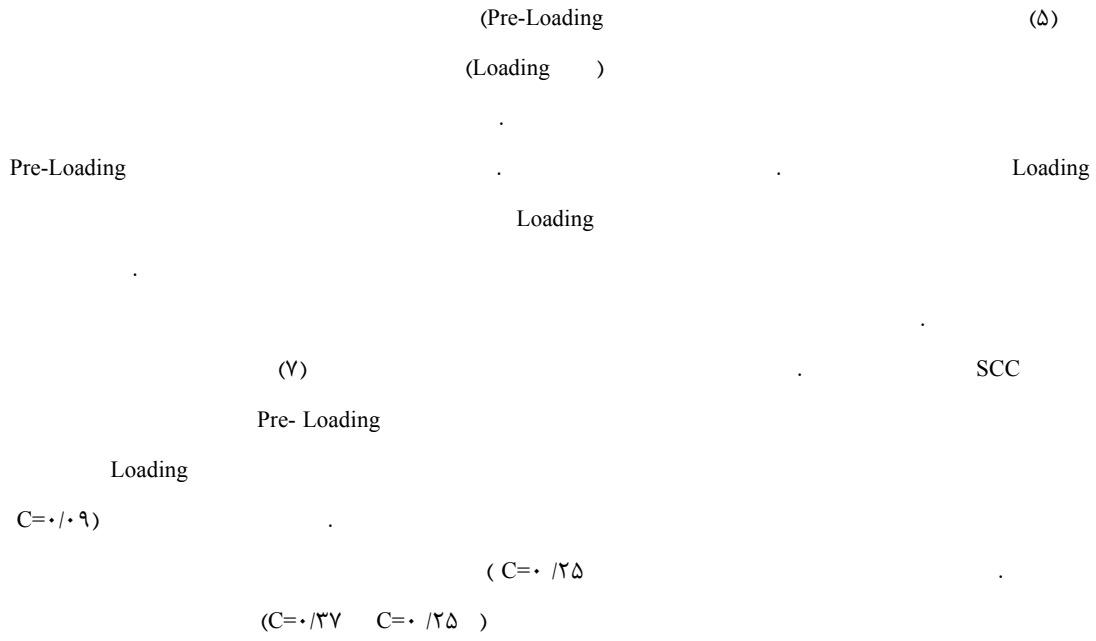 (۵) (Pre-Loading
(Loading )
.
Loading . . Pre-Loading
Loading
.
.
SCC . (۷)
Pre- Loading
Loading
. C=۰/۰۹)
. ( C=۰ /۲۵
(C=۰/۳۷ C=۰ /۲۵ )